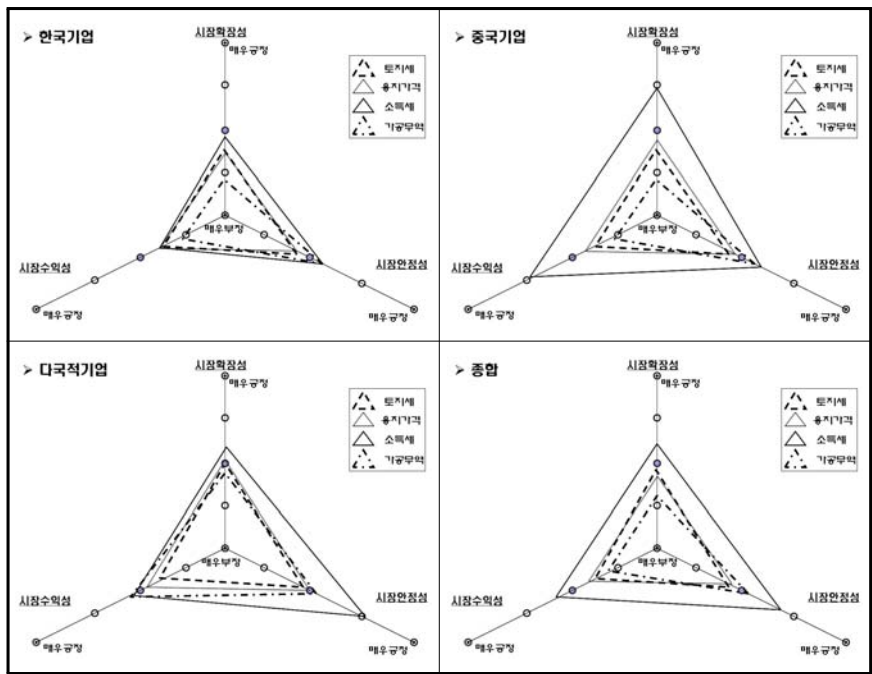 ➢ 한국기업
시장확장성
매우긍정
토지세
용지가격
소득세
가공무역
매우부정
시장수익성
매우긍정
시장안정성
매우긍정
➢ 중국기업
시장확장성
매우긍정
토지세
용지가격
소득세
가공무역
매우부정
시장수익성
매우긍정
시장안정성
매우긍정
➢ 다국적기업
시장확장성
매우긍정
토지세
용지가격
소득세
가공무역
매우부정
시장수익성
매우긍정
시장안정성
매우긍정
➢ 종합
시장확장성
매우긍정
토지세
용지가격
소득세
가공무역
매우부정
시장수익성
매우긍정
시장안정성
매우긍정